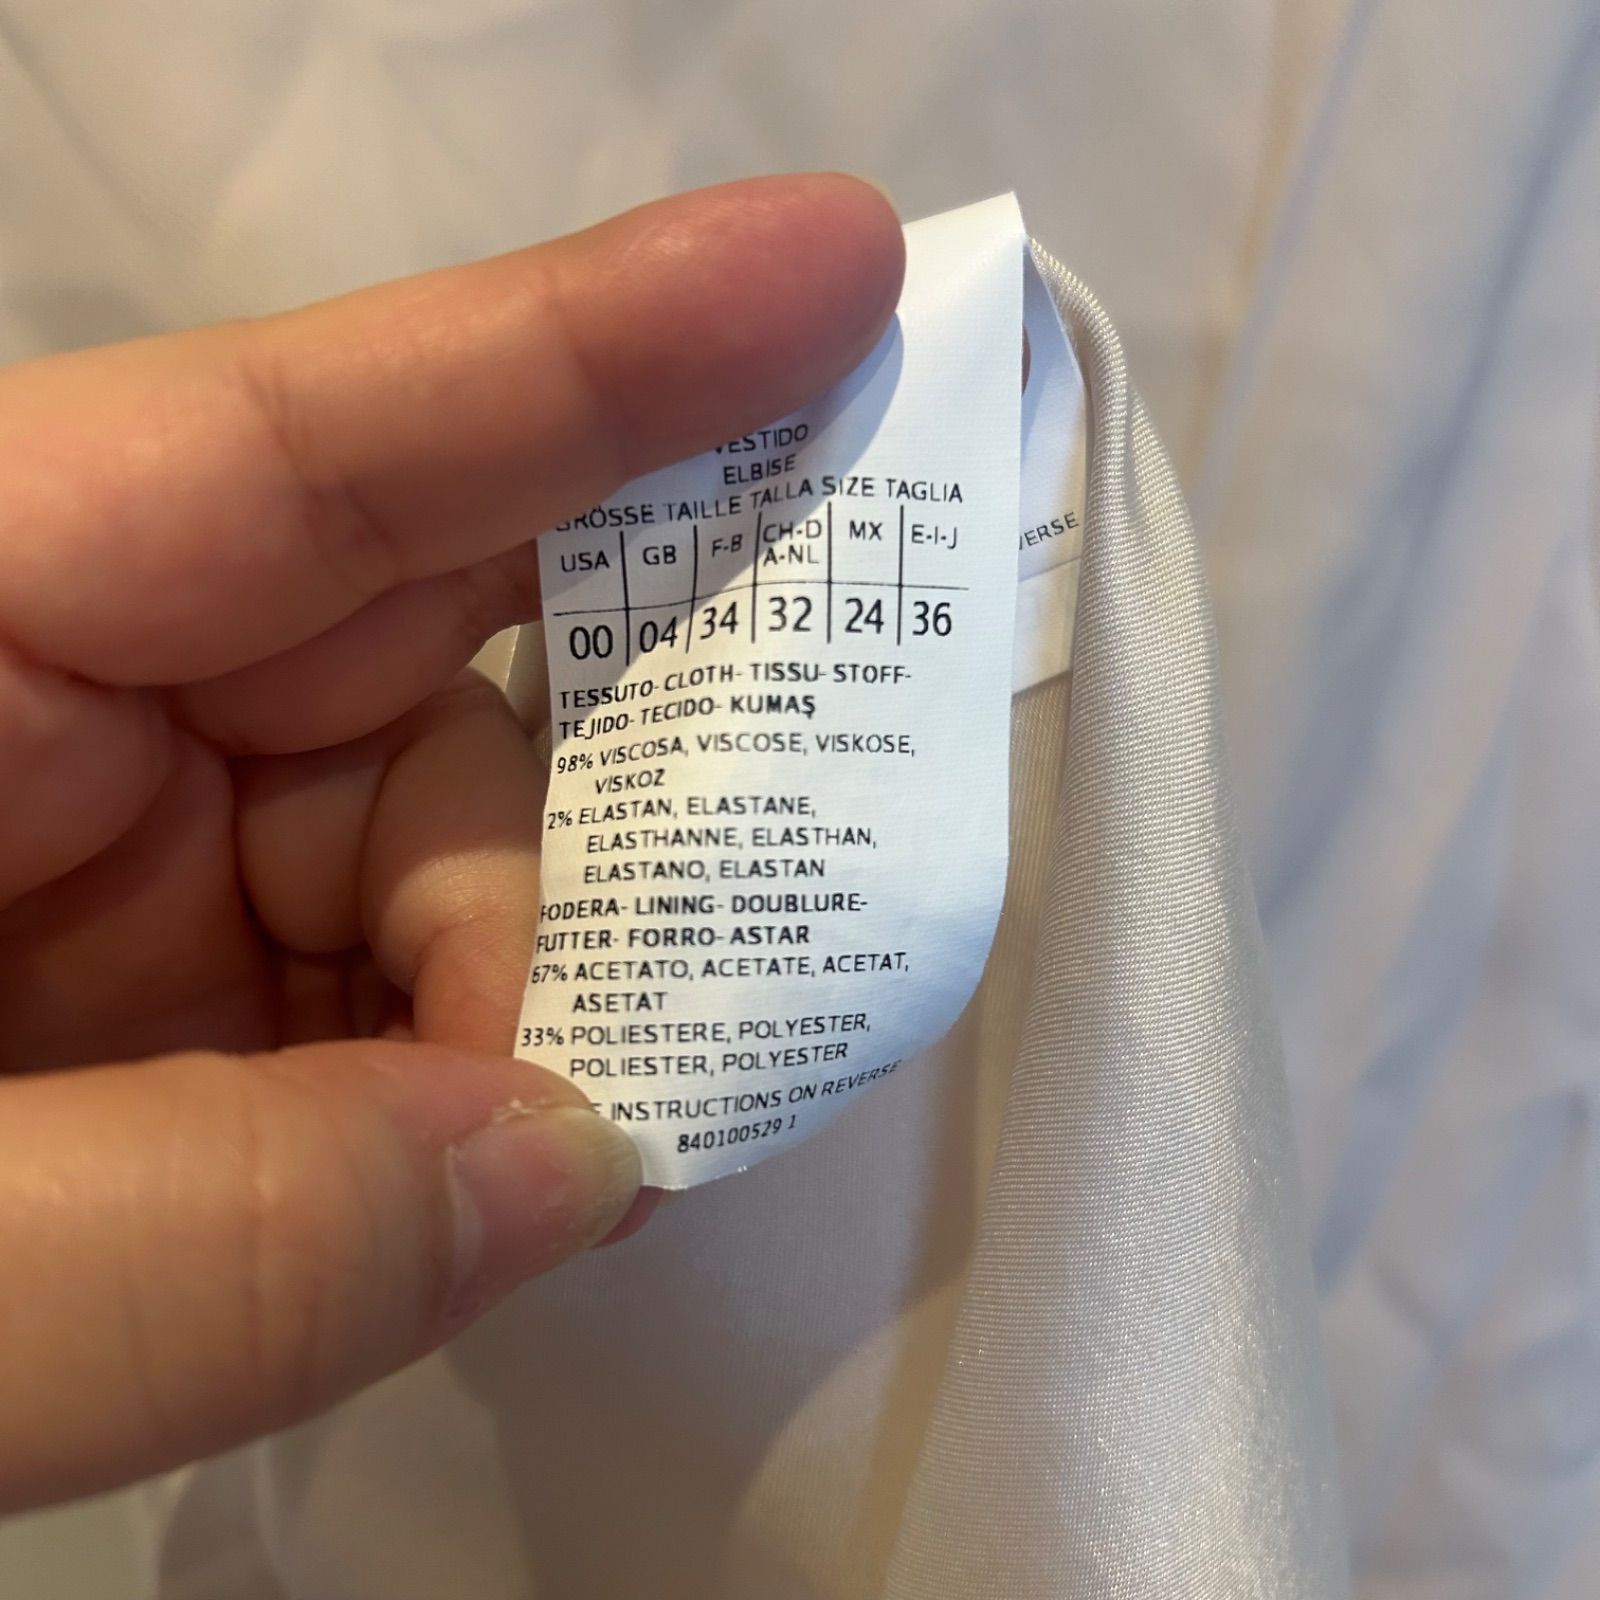 VESTIDO
ELBISE
GRÖSSE TAILLE TALLA SIZE TAGLIA
USA GB F-B CH-D A-NL MX E-I-J
00 04 34 32 24 36
TESSUTO- CLOTH- TISSU- STOFF-
TEJIDO- TECIDO- KUMAŞ
98% VISCOSA, VISCOSE, VISKOSE,
VISKOZ
2% ELASTAN, ELASTANE,
ELASTHANNE, ELASTHAN,
ELASTANO, ELASTAN
FODERA- LINING- DOUBLURE-
FUTTER- FORRO- ASTAR
67% ACETATO, ACETATE, ACETAT,
ASETAT
33% POLIESTERE, POLYESTER,
POLIESTER, POLYESTER
INSTRUCTIONS ON REVERSE
840100529 1
VERSE